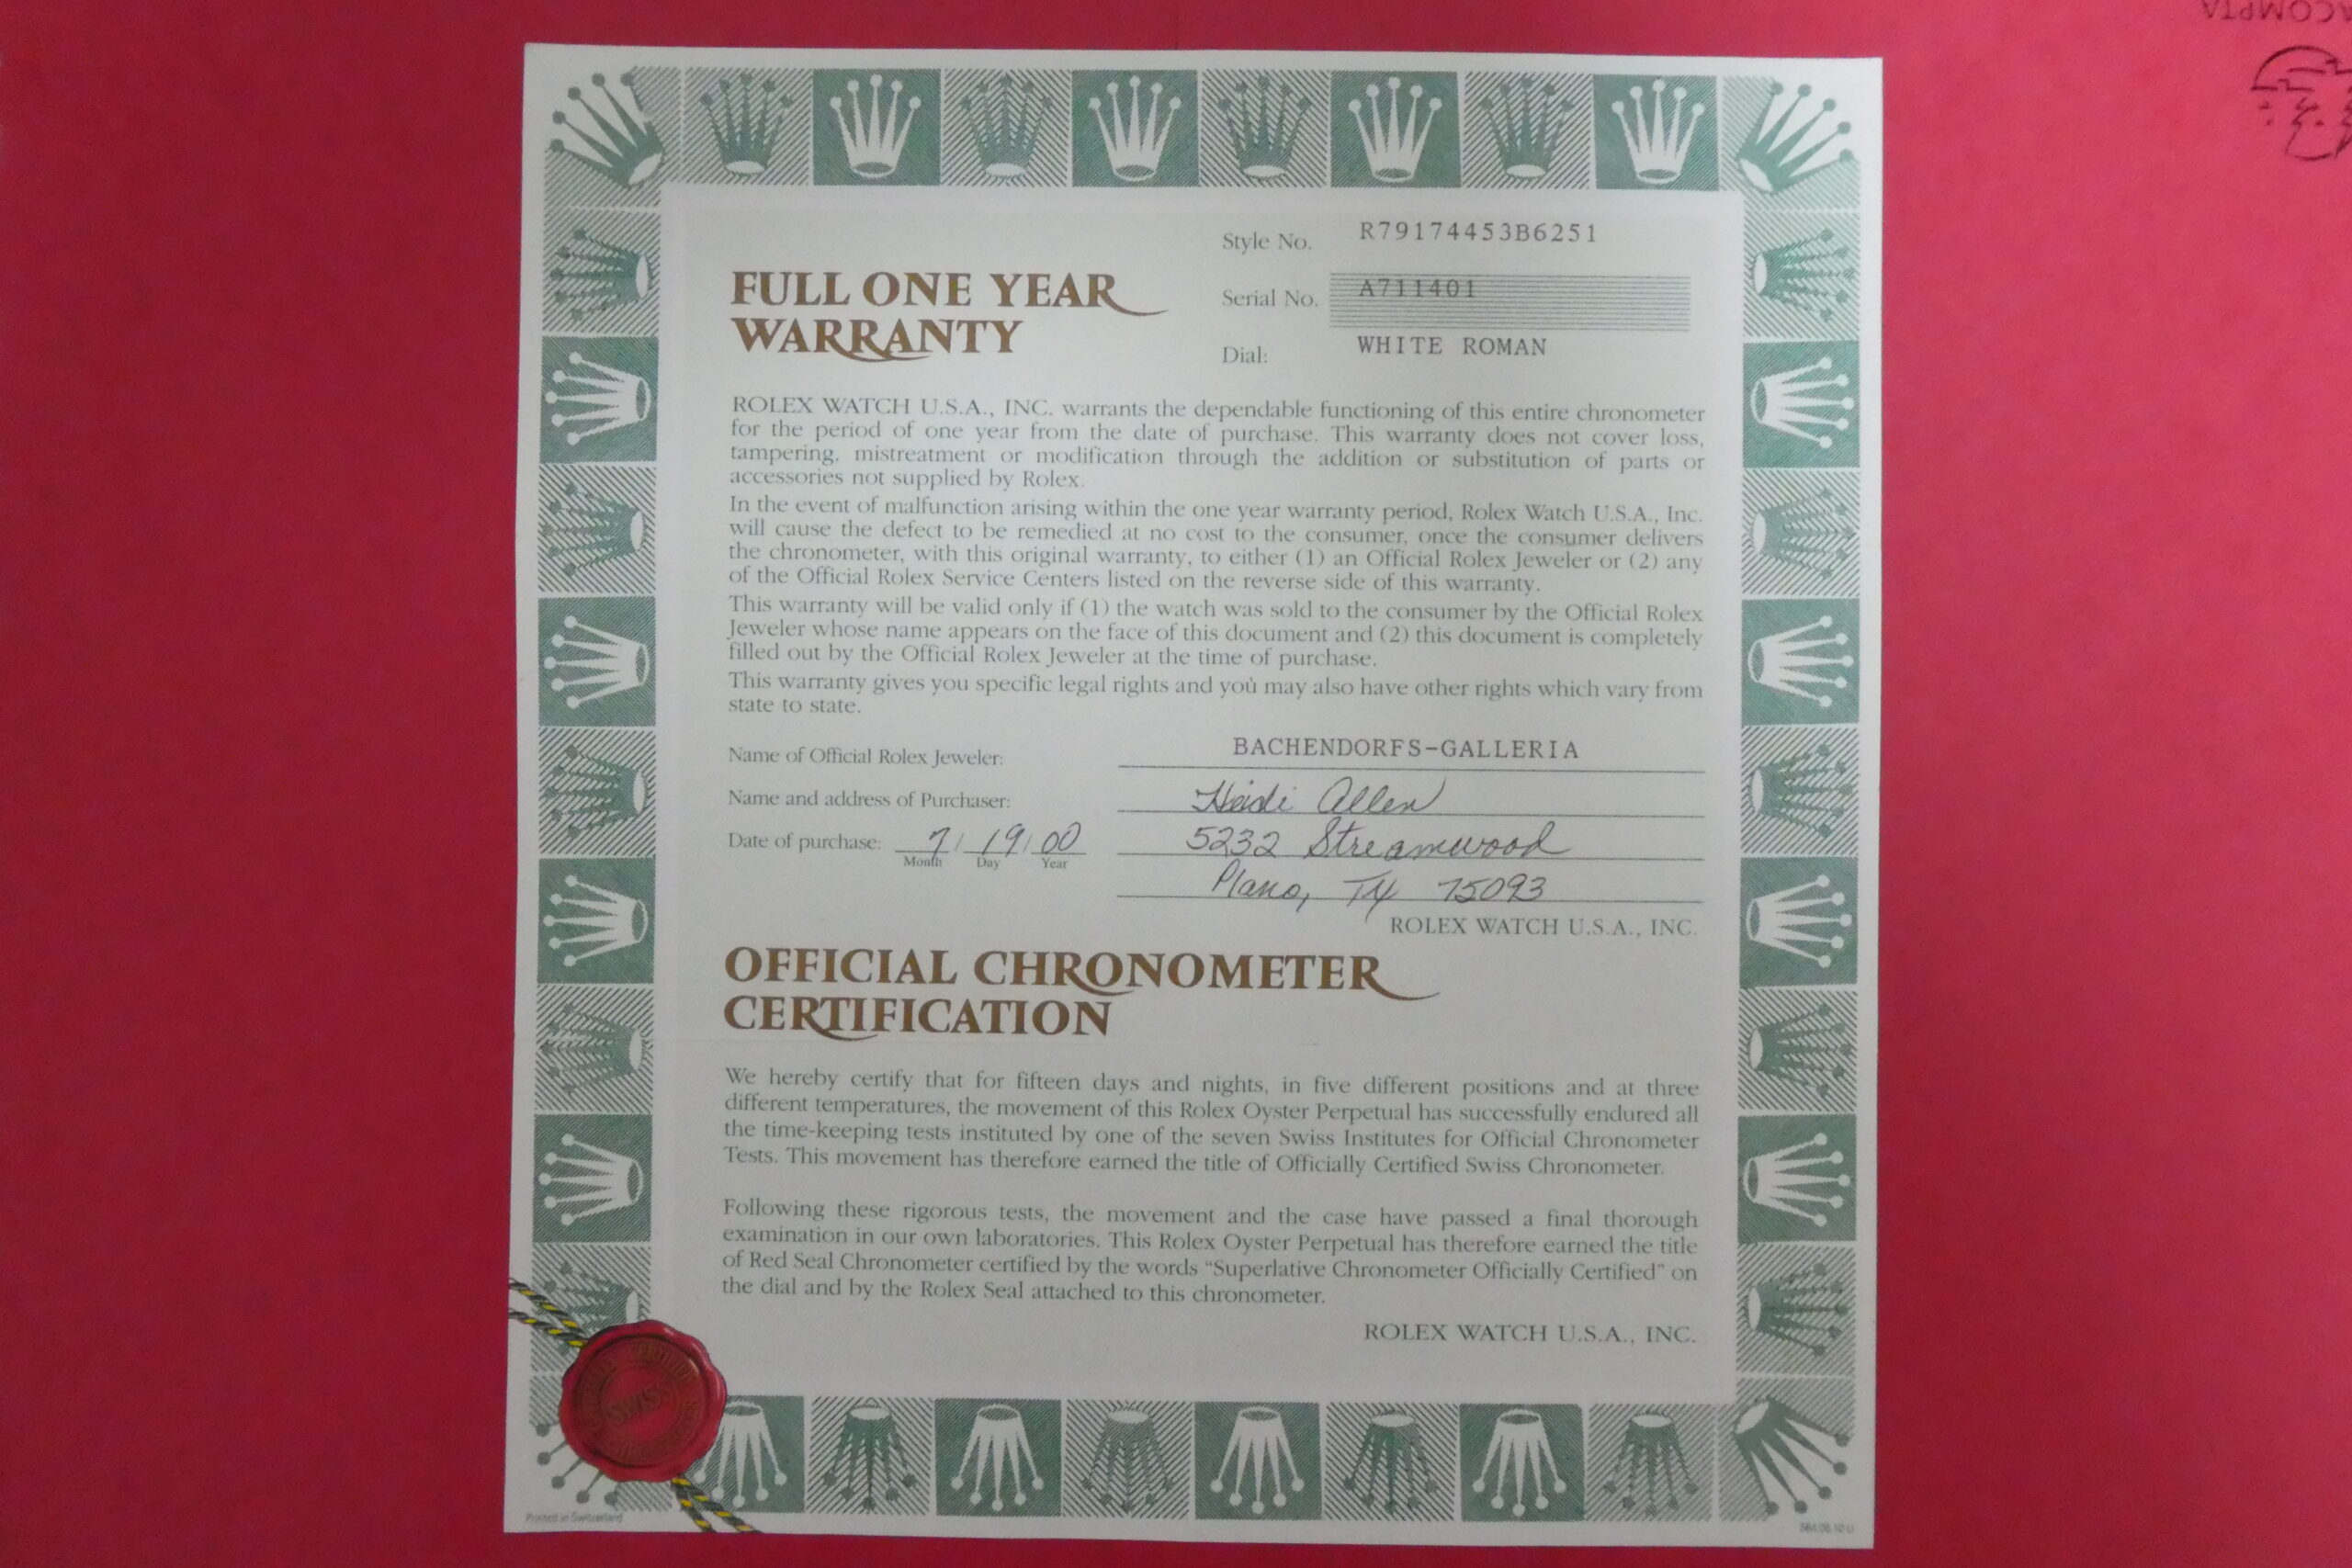 ACOMPTA
Style No. R79174453B6251
FULL ONE YEAR
WARRANTY
Serial No. A711401
Dial: WHITE ROMAN
ROLEX WATCH U.S.A., INC. warrants the dependable functioning of this entire chronometer
for the period of one year from the date of purchase. This warranty does not cover loss,
tampering, mistreatment or modification through the addition or substitution of parts or
accessories not supplied by Rolex.
In the event of malfunction arising within the one year warranty period, Rolex Watch U.S.A., Inc.
will cause the defect to be remedied at no cost to the consumer, once the consumer delivers
the chronometer, with this original warranty, to either (1) an Official Rolex Jeweler or (2) any
of the Official Rolex Service Centers listed on the reverse side of this warranty.
This warranty will be valid only if (1) the watch was sold to the consumer by the Official Rolex
Jeweler whose name appears on the face of this document and (2) this document is completely
filled out by the Official Rolex Jeweler at the time of purchase.
This warranty gives you specific legal rights and you may also have other rights which vary from
state to state.
Name of Official Rolex Jeweler: BACHENDORFS-GALLERIA
Name and address of Purchaser: Heidi Allen
Date of purchase: 7/19/00 5232 Streamwood
Month Day Year
Plano, TX 75093
ROLEX WATCH U.S.A., INC.
OFFICIAL CHRONOMETER
CERTIFICATION
We hereby certify that for fifteen days and nights, in five different positions and at three
different temperatures, the movement of this Rolex Oyster Perpetual has successfully endured all
the time-keeping tests instituted by one of the seven Swiss Institutes for Official Chronometer
Tests. This movement has therefore earned the title of Officially Certified Swiss Chronometer.
Following these rigorous tests, the movement and the case have passed a final thorough
examination in our own laboratories. This Rolex Oyster Perpetual has therefore earned the title
of Red Seal Chronometer certified by the words “Superlative Chronometer Officially Certified” on
the dial and by the Rolex Seal attached to this chronometer.
ROLEX WATCH U.S.A., INC.
SWISS
Printed in Switzerland